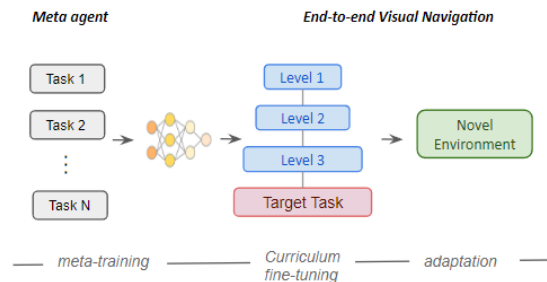 Meta agent
End-to-end Visual Navigation
Task 1
Task 2
Task N
Level 1
Level 2
Level 3
Target Task
Novel
Environment
meta-training
Curriculum
fine-tuning
adaptation